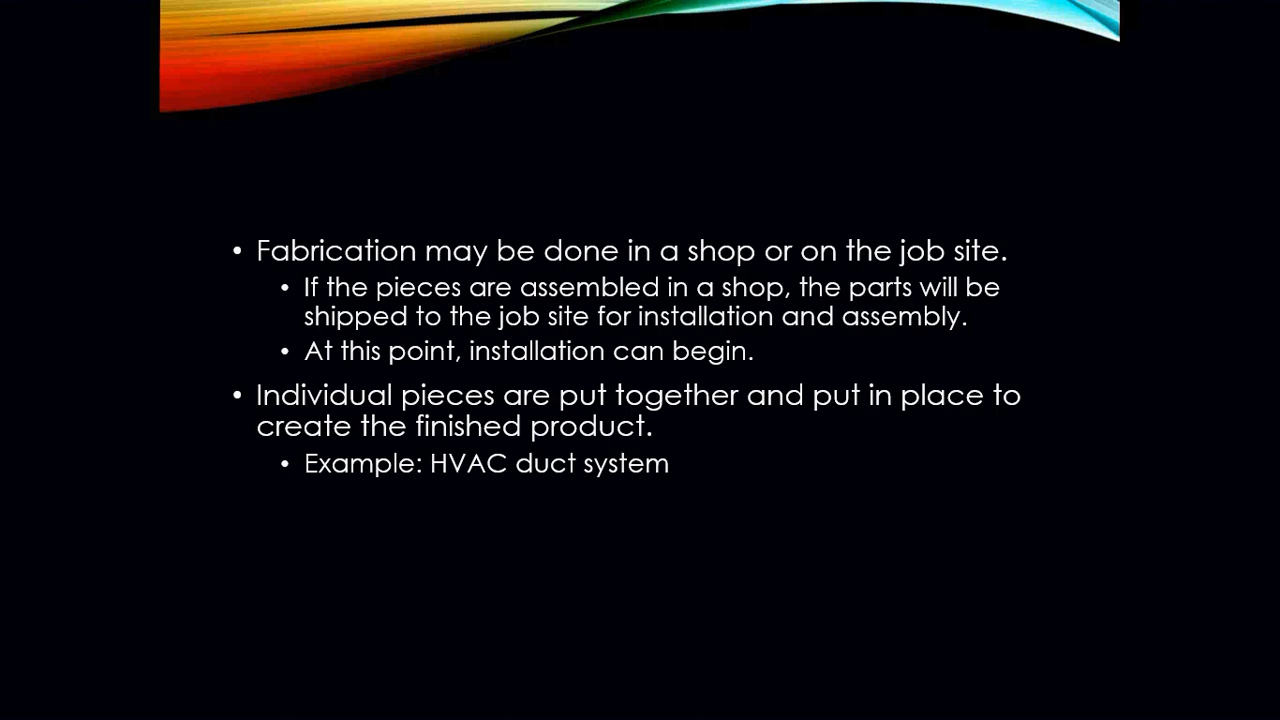 • Fabrication may be done in a shop or on the job site.
• If the pieces are assembled in a shop, the parts will be
shipped to the job site for installation and assembly.
• At this point, installation can begin.
• Individual pieces are put together and put in place to
create the finished product.
• Example: HVAC duct system